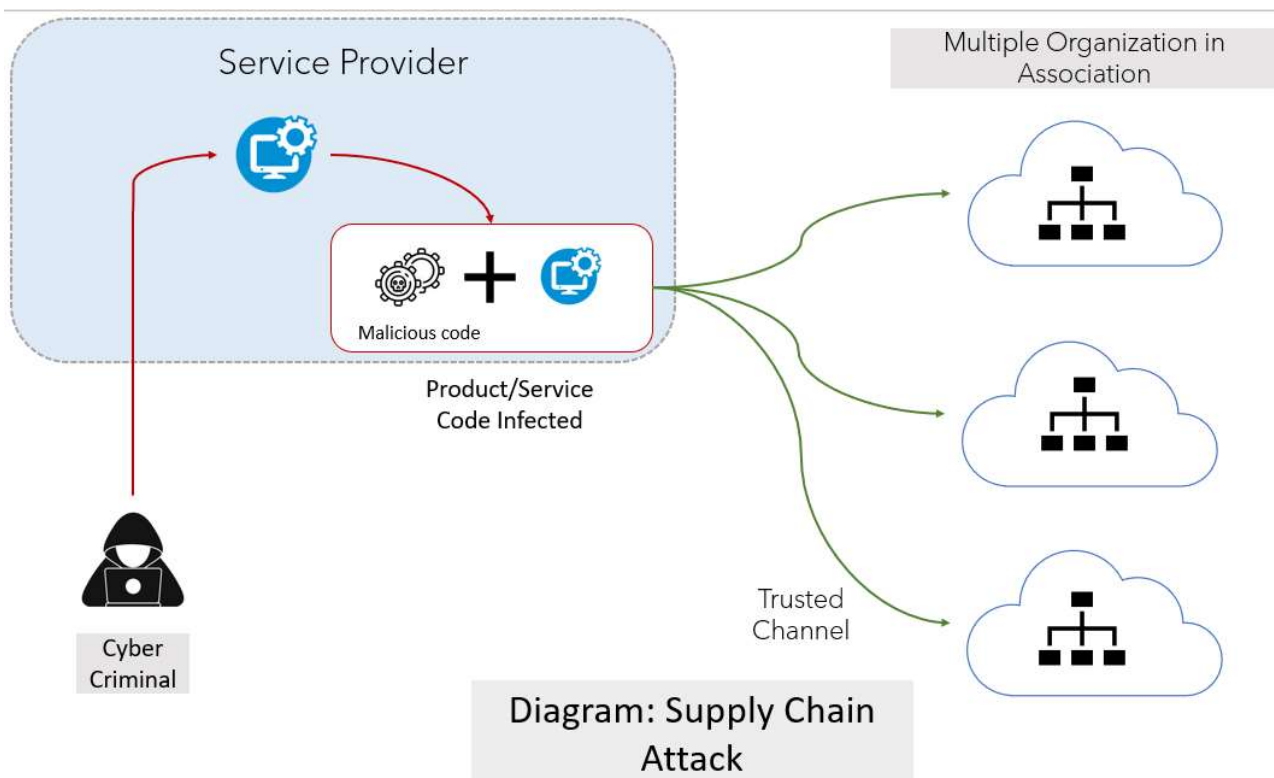 Service Provider
Multiple Organization in
Association
Malicious code
Product/Service
Code Infected
Trusted
Channel
Cyber
Criminal
Diagram: Supply Chain
Attack